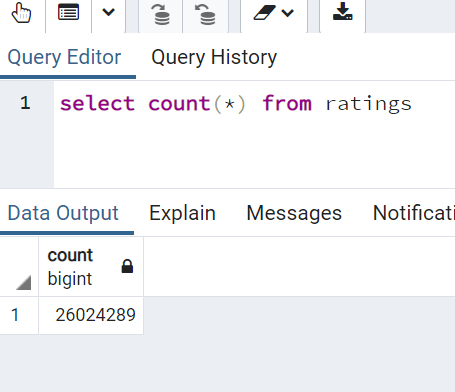 Query Editor Query History
1 select count(*) from ratings
Data Output Explain Messages Notificati
count
bigint
1 26024289